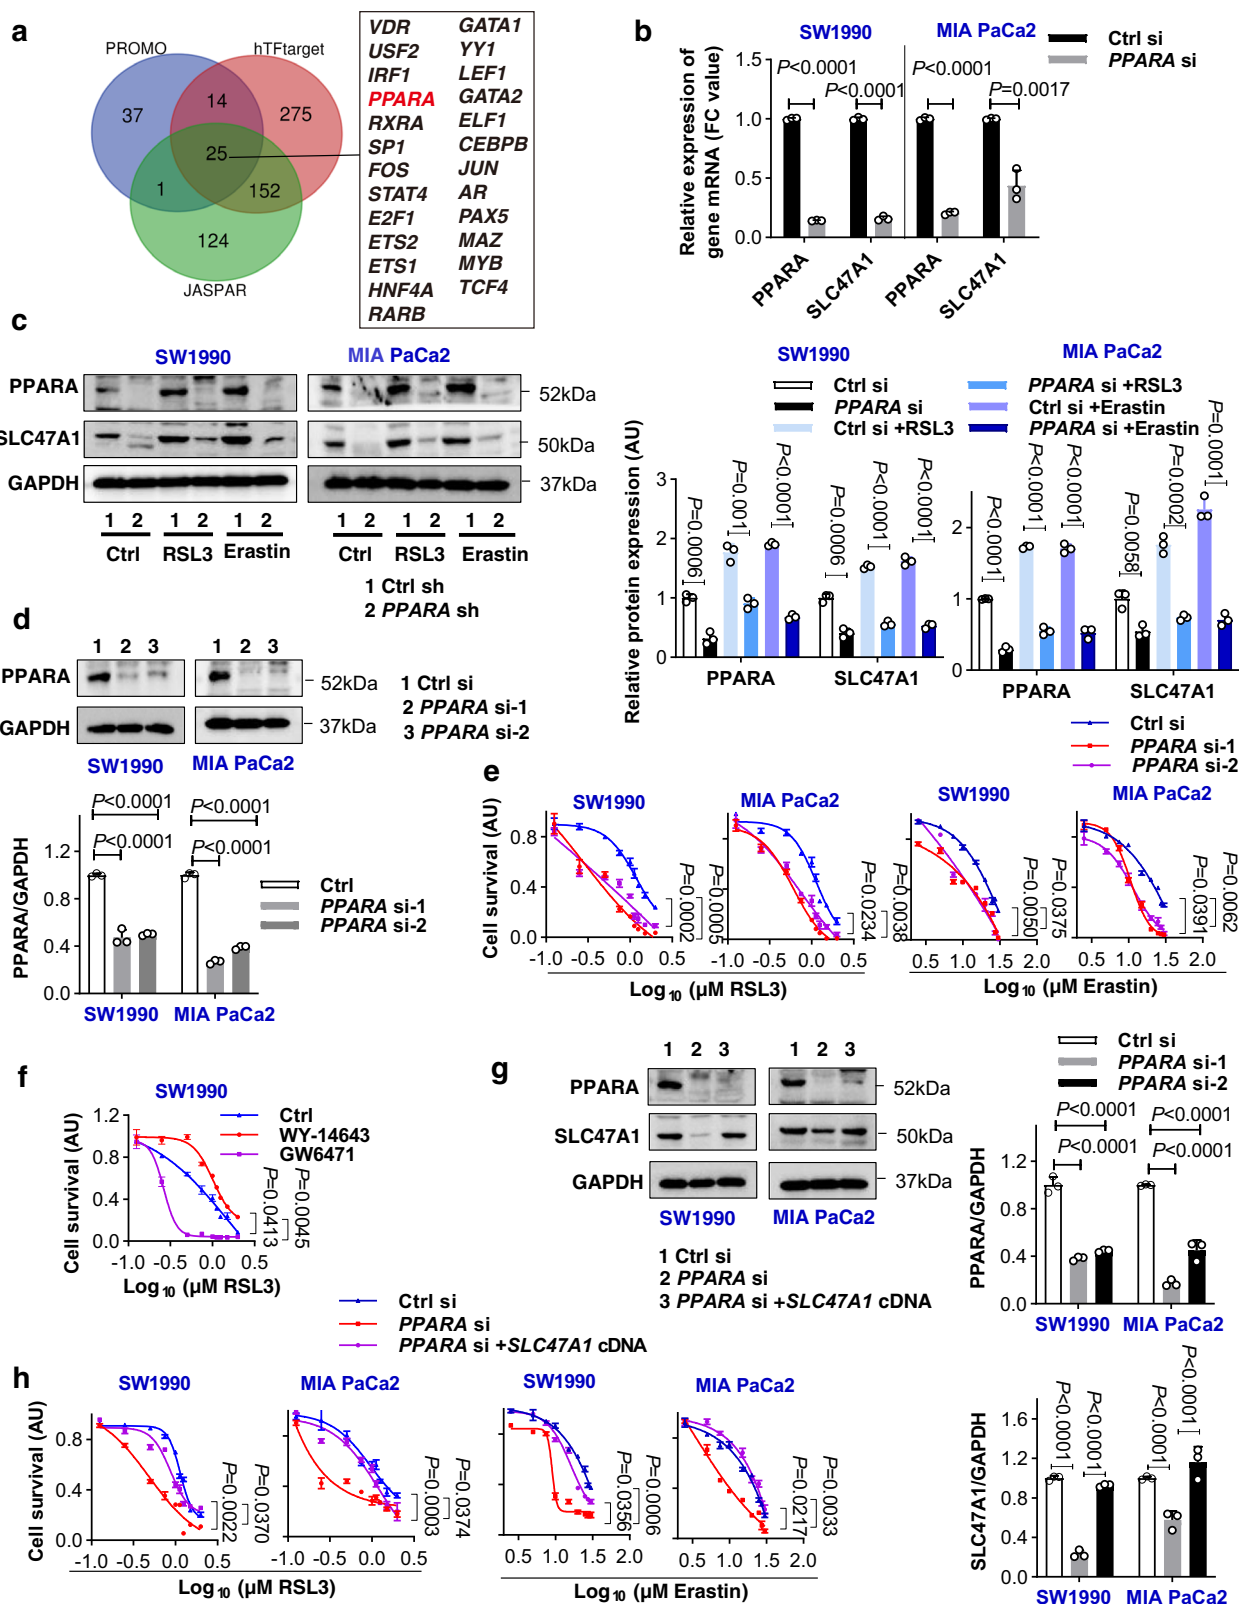 a
PROMO
hTFtarget
37
14
275
25
1
152
124
JASPAR
VDR GATA1
USF2 YY1
IRF1 LEF1
PPARA GATA2
RXRA ELF1
SP1 CEBPB
FOS JUN
STAT4 AR
E2F1 PAX5
ETS2 MAZ
ETS1 MYB
HNF4A TCF4
RARB
b
SW1990
MIA PaCa2
Ctrl si
PPARA si
Relative expression of
gene mRNA (FC value)
1.5
1.0
0.5
0.0
P<0.0001
P<0.0001
P<0.0001
P=0.0017
PPARA
SLC47A1
PPARA
SLC47A1
c
SW1990
MIA PaCa2
PPARA
52kDa
SLC47A1
50kDa
GAPDH
37kDa
1 2 1 2 1 2
1 2 1 2 1 2
Ctrl RSL3 Erastin
Ctrl RSL3 Erastin
1 Ctrl sh
2 PPARA sh
SW1990
MIA PaCa2
Ctrl si
PPARA si
Ctrl si +RSL3
PPARA si +RSL3
Ctrl si +Erastin
PPARA si +Erastin
Relative protein expression (AU)
3
2
1
0
P=0.0006
P=0.001
P<0.0001
P=0.0006
P<0.0001
P<0.0001
PPARA
SLC47A1
2
1
0
P<0.0001
P<0.0001
P<0.0001
P=0.0058
P=0.0002
P=0.0001
PPARA
SLC47A1
d
1 2 3
1 2 3
PPARA
52kDa
GAPDH
37kDa
SW1990
MIA PaCa2
1 Ctrl si
2 PPARA si-1
3 PPARA si-2
PPARA/GAPDH
1.2
0.8
0.4
0.0
P<0.0001
P<0.0001
P<0.0001
P<0.0001
Ctrl
PPARA si-1
PPARA si-2
SW1990
MIA PaCa2
e
Ctrl si
PPARA si-1
PPARA si-2
SW1990
MIA PaCa2
SW1990
MIA PaCa2
Cell survival (AU)
0.8
0.4
0.0
P=0.0002
P=0.0005
P=0.0234
P=0.0038
P=0.0050
P=0.0375
P=0.0391
P=0.0062
-1.0 -0.5 0.0 0.5
-1.0 -0.5 0.0 0.5
0.5 1.0 1.5 2.0
0.5 1.0 1.5 2.0
Log10 (μM RSL3)
Log10 (μM Erastin)
f
SW1990
Ctrl
WY-14643
GW6471
Cell survival (AU)
1.2
0.8
0.4
0.0
P=0.0413
P=0.0045
-1.0 -0.5 0.0 0.5
Log10 (μM RSL3)
g
1 2 3
1 2 3
PPARA
52kDa
SLC47A1
50kDa
GAPDH
37kDa
SW1990
MIA PaCa2
1 Ctrl si
2 PPARA si
3 PPARA si +SLC47A1 cDNA
Ctrl si
PPARA si-1
PPARA si-2
PPARA/GAPDH
1.2
0.8
0.4
0.0
P<0.0001
P<0.0001
P<0.0001
P<0.0001
SW1990
MIA PaCa2
SLC47A1/GAPDH
1.6
1.2
0.8
0.4
0.0
P<0.0001
P<0.0001
P<0.0001
P<0.0001
SW1990
MIA PaCa2
Ctrl si
PPARA si
PPARA si +SLC47A1 cDNA
h
SW1990
MIA PaCa2
SW1990
MIA PaCa2
Cell survival (AU)
0.8
0.4
0.0
P=0.0022
P=0.0370
P=0.0003
P=0.0374
P=0.0356
P=0.0006
P=0.0217
P=0.0033
-1.0 -0.5 0.0 0.5
-1.0 -0.5 0.0 0.5
0.5 1.0 1.5 2.0
0.5 1.0 1.5 2.0
Log10 (μM RSL3)
Log10 (μM Erastin)